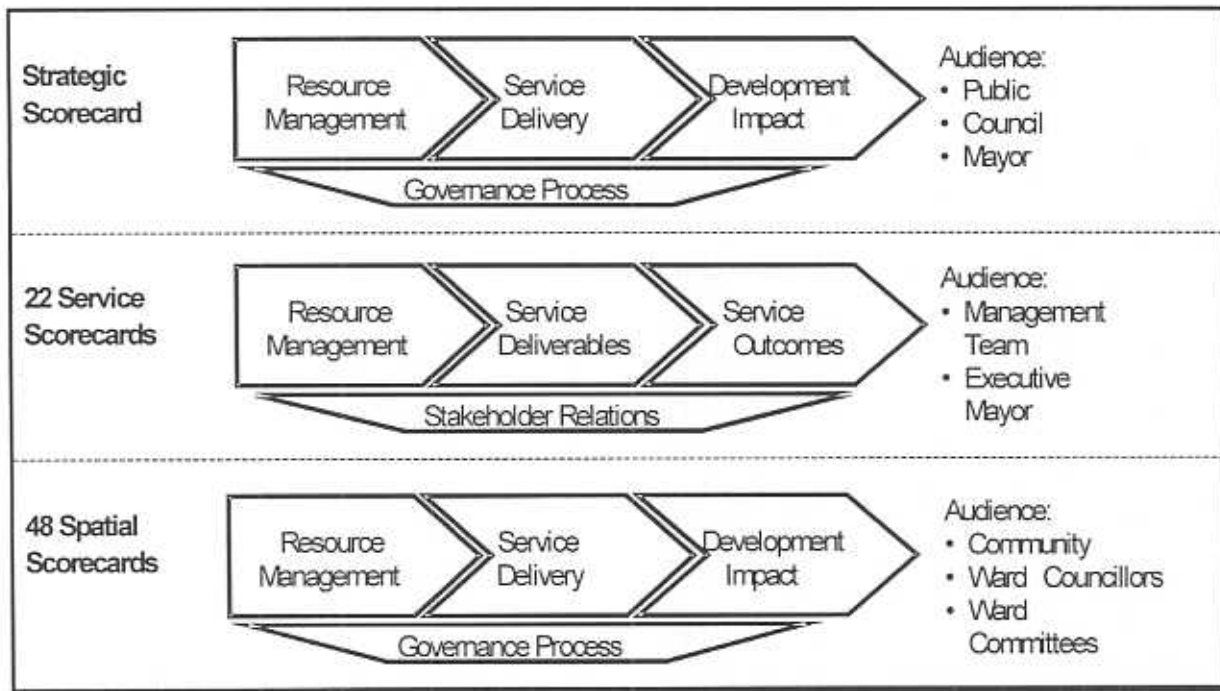 Strategic
Scorecard
Resource
Management
Service
Delivery
Development
Impact
Governance Process
Audience:
• Public
• Council
• Mayor
22 Service
Scorecards
Resource
Management
Service
Deliverables
Service
Outcomes
Stakeholder Relations
Audience:
• Management
Team
• Executive
Mayor
48 Spatial
Scorecards
Resource
Management
Service
Delivery
Development
Impact
Governance Process
Audience:
• Community
• Ward Councillors
• Ward
Committees